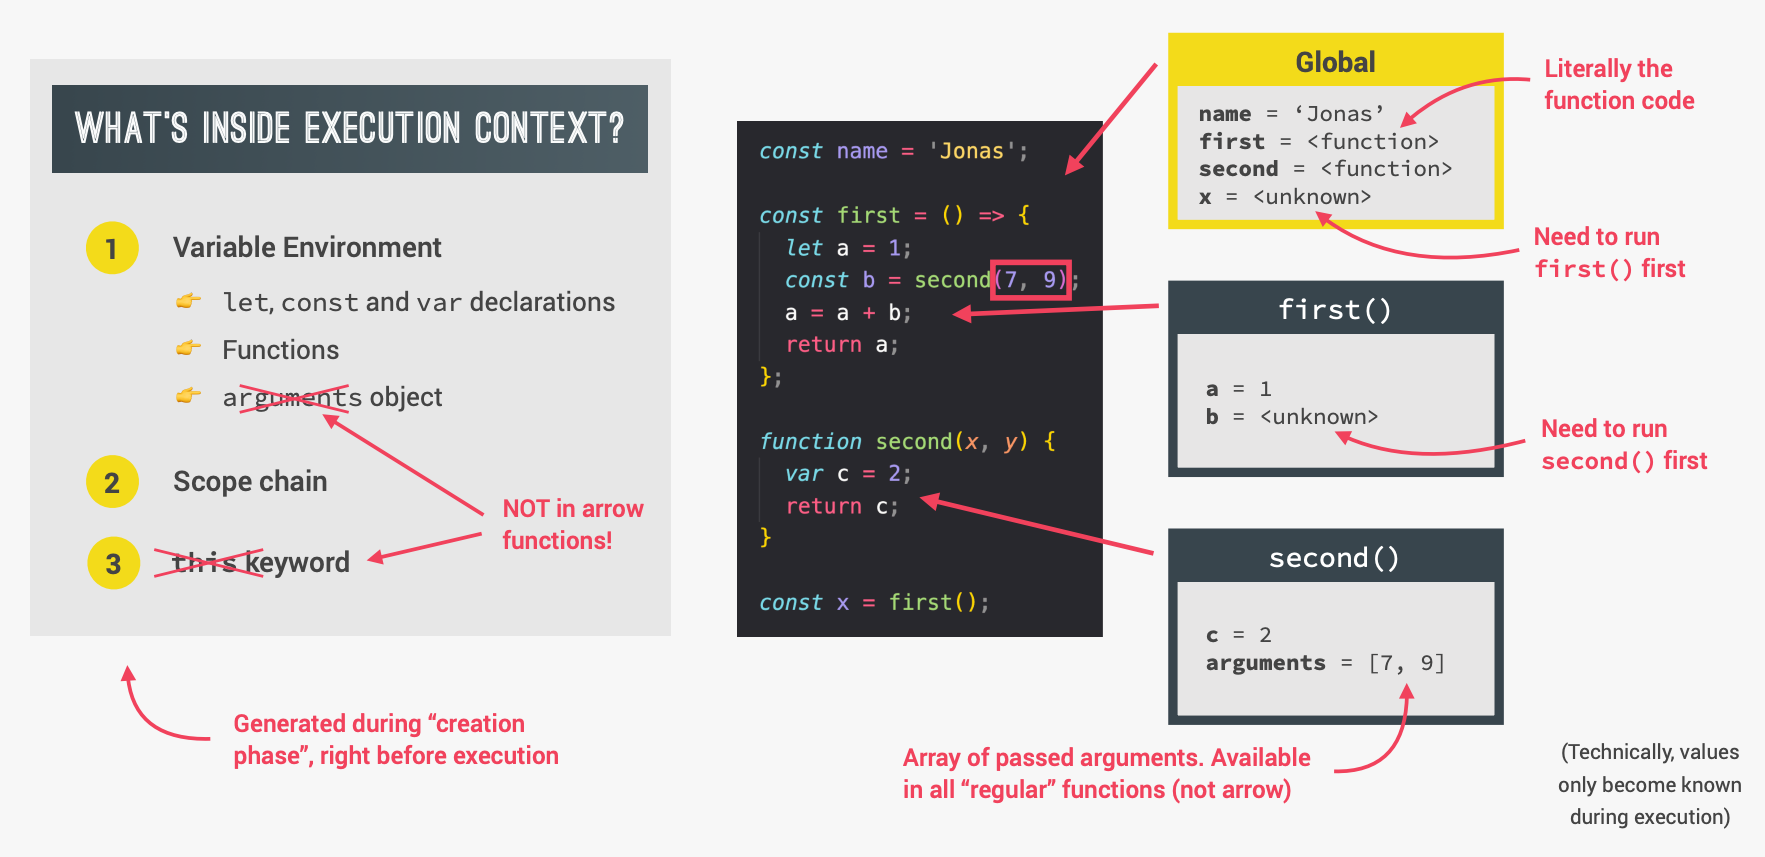 WHAT'S INSIDE EXECUTION CONTEXT?
1 Variable Environment
👉 let, const and var declarations
👉 Functions
👉 arguments object
2 Scope chain
3 this keyword
NOT in arrow
functions!
Generated during “creation
phase”, right before execution
const name = 'Jonas';
const first = () => {
let a = 1;
const b = second(7, 9);
a = a + b;
return a;
};
function second(x, y) {
var c = 2;
return c;
}
const x = first();
Global
name = ‘Jonas’
first = <function>
second = <function>
x = <unknown>
Literally the
function code
Need to run
first() first
first()
a = 1
b = <unknown>
Need to run
second() first
second()
c = 2
arguments = [7, 9]
Array of passed arguments. Available
in all “regular” functions (not arrow)
(Technically, values
only become known
during execution)